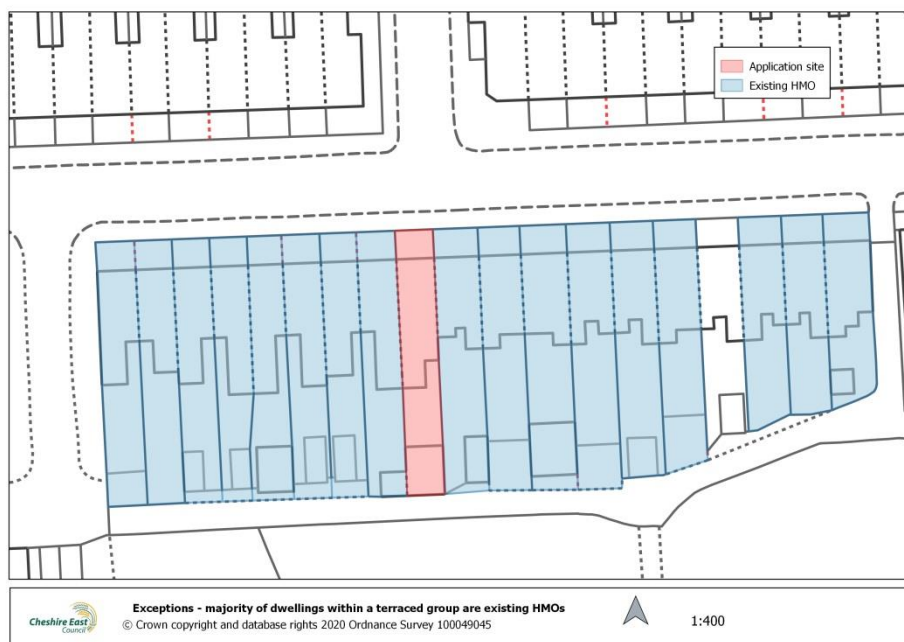 Application site
Existing HMO
Exceptions - majority of dwellings within a terraced group are existing HMOs
© Crown copyright and database rights 2020 Ordnance Survey 100049045
1:400
Cheshire East
Council